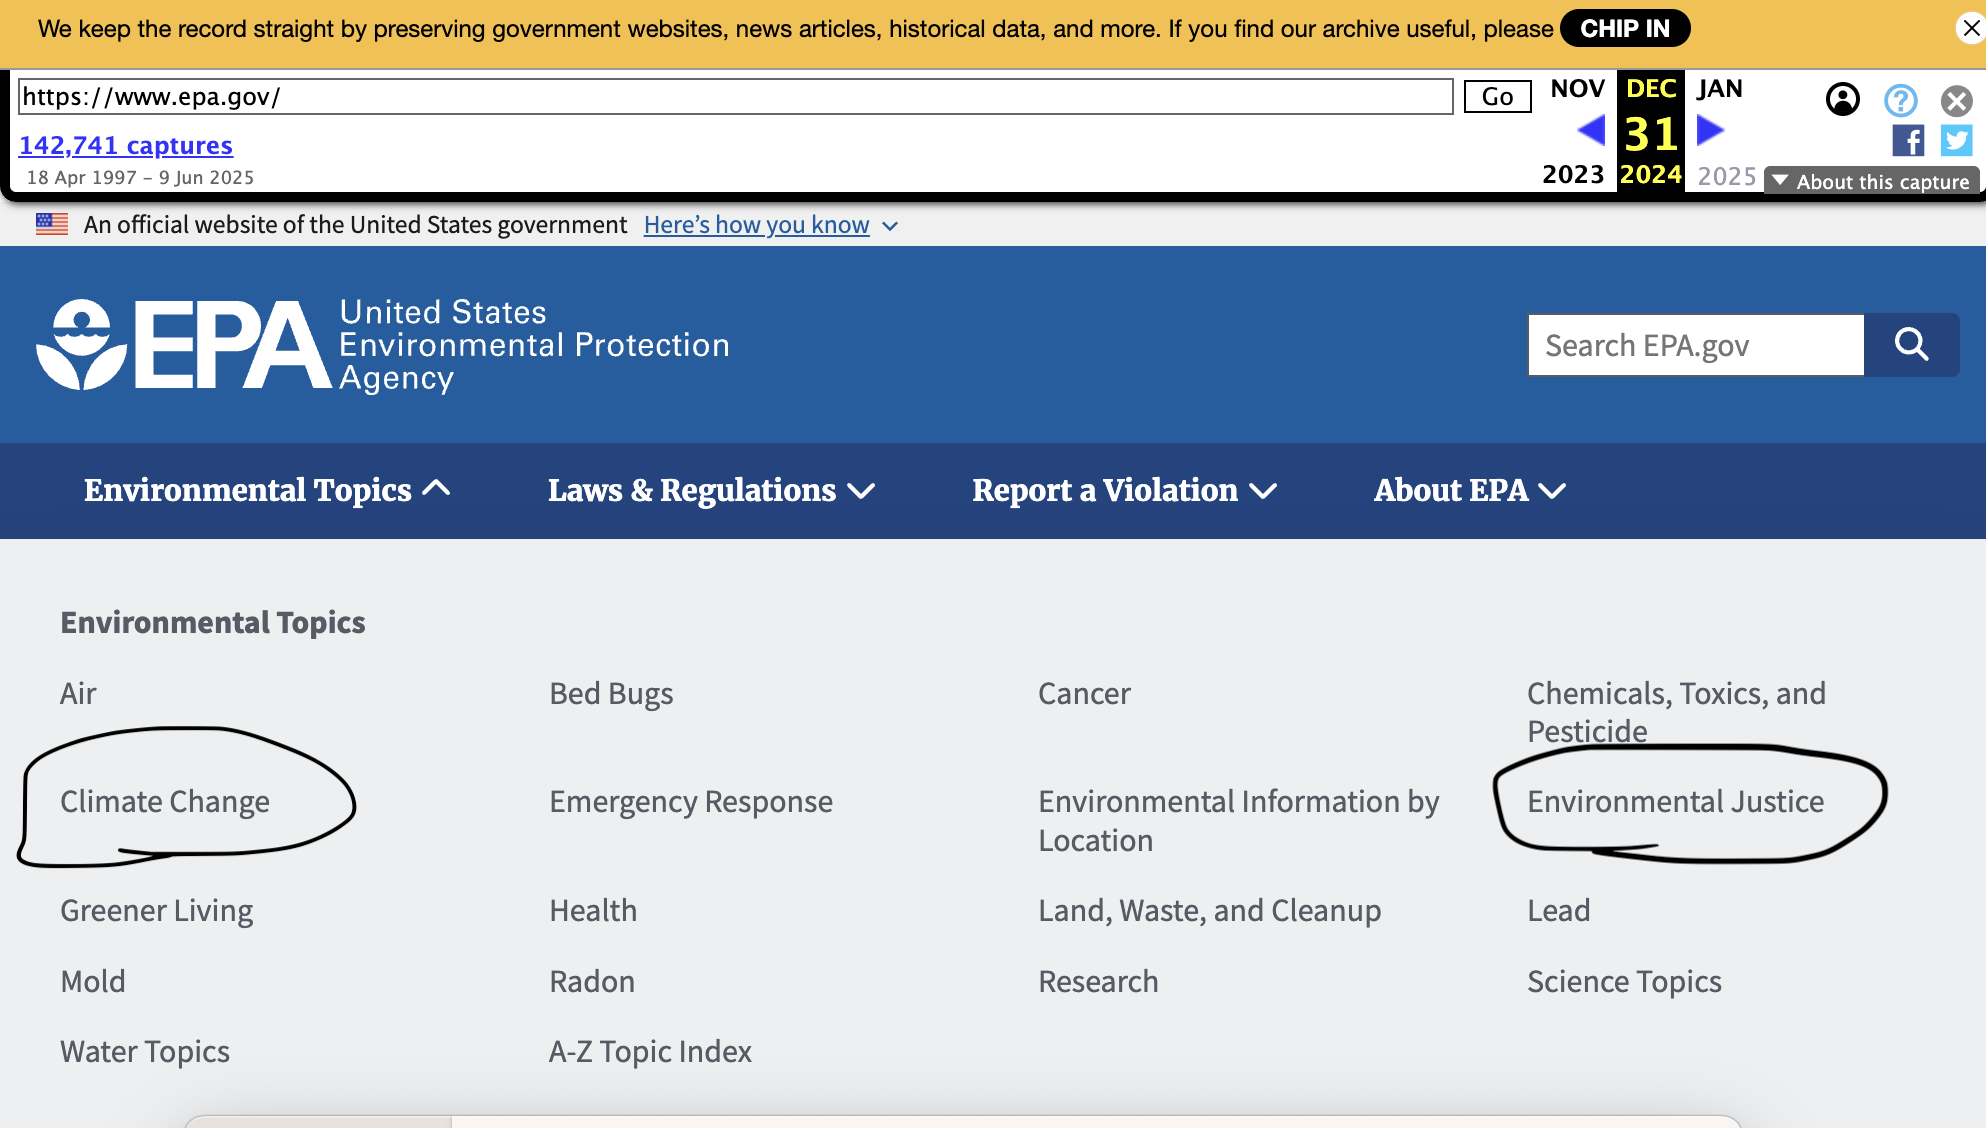 We keep the record straight by preserving government websites, news articles, historical data, and more. If you find our archive useful, please CHIP IN
https://www.epa.gov/ Go NOV DEC JAN
142,741 captures 31
18 Apr 1997 – 9 Jun 2025 2023 2024 2025 About this capture
An official website of the United States government Here's how you know
EPA United States
Environmental Protection
Agency
Search EPA.gov
Environmental Topics Laws & Regulations Report a Violation About EPA
Environmental Topics
Air Bed Bugs Cancer Chemicals, Toxics, and
Pesticide
Climate Change Emergency Response Environmental Information by
Location Environmental Justice
Greener Living Health Land, Waste, and Cleanup Lead
Mold Radon Research Science Topics
Water Topics A-Z Topic Index